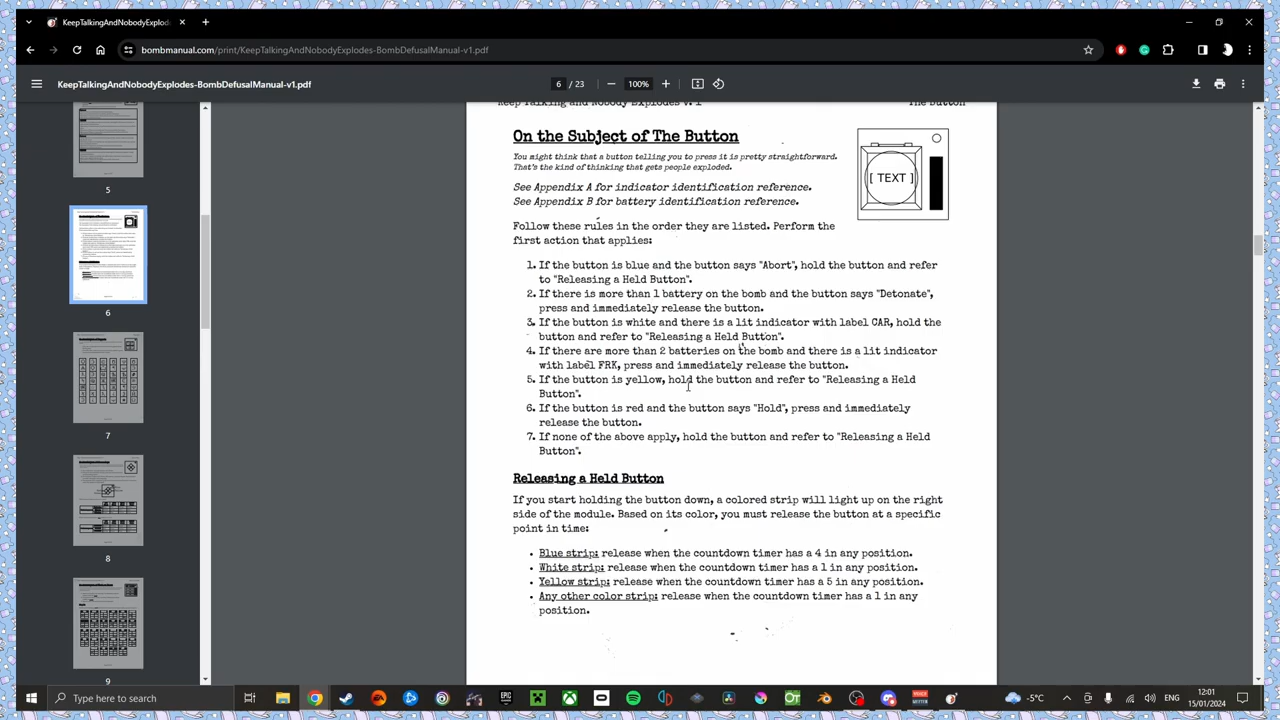 KeepTalkingAndNobodyExplod
bombmanual.com/print/KeepTalkingAndNobodyExplodes-BombDefusalManual-v1.pdf
KeepTalkingAndNobodyExplodes-BombDefusalManual-v1.pdf
6 / 23
100%
5
6
7
8
9
Keep Talking and Nobody Explodes v. 1
The Button
On the Subject of The Button
You might think that a button telling you to press it is pretty straightforward.
That's the kind of thinking that gets people exploded.
[ TEXT ]
See Appendix A for indicator identification reference.
See Appendix B for battery identification reference.
Follow these rules in the order they are listed. Perform the
first action that applies:
1. If the button is blue and the button says "Abort", hold the button and refer
to "Releasing a Held Button".
2. If there is more than 1 battery on the bomb and the button says "Detonate",
press and immediately release the button.
3. If the button is white and there is a lit indicator with label CAR, hold the
button and refer to "Releasing a Held Button".
4. If there are more than 2 batteries on the bomb and there is a lit indicator
with label FRK, press and immediately release the button.
5. If the button is yellow, hold the button and refer to "Releasing a Held
Button".
6. If the button is red and the button says "Hold", press and immediately
release the button.
7. If none of the above apply, hold the button and refer to "Releasing a Held
Button".
Releasing a Held Button
If you start holding the button down, a colored strip will light up on the right
side of the module. Based on its color, you must release the button at a specific
point in time:
• Blue strip: release when the countdown timer has a 4 in any position.
• White strip: release when the countdown timer has a 1 in any position.
• Yellow strip: release when the countdown timer has a 5 in any position.
• Any other color strip: release when the countdown timer has a 1 in any
position.
Type here to search
-5°C
ENG
12:01
15/01/2024